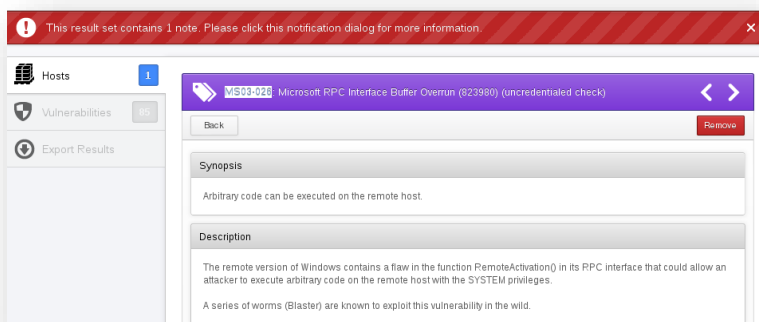 This result set contains 1 note. Please click this notification dialog for more information.
Hosts 1
Vulnerabilities 85
Export Results
MS03-026: Microsoft RPC Interface Buffer Overrun (823980) (uncredentialed check)
Back Remove
Synopsis
Arbitrary code can be executed on the remote host.
Description
The remote version of Windows contains a flaw in the function RemoteActivation() in its RPC interface that could allow an
attacker to execute arbitrary code on the remote host with the SYSTEM privileges.
A series of worms (Blaster) are known to exploit this vulnerability in the wild.